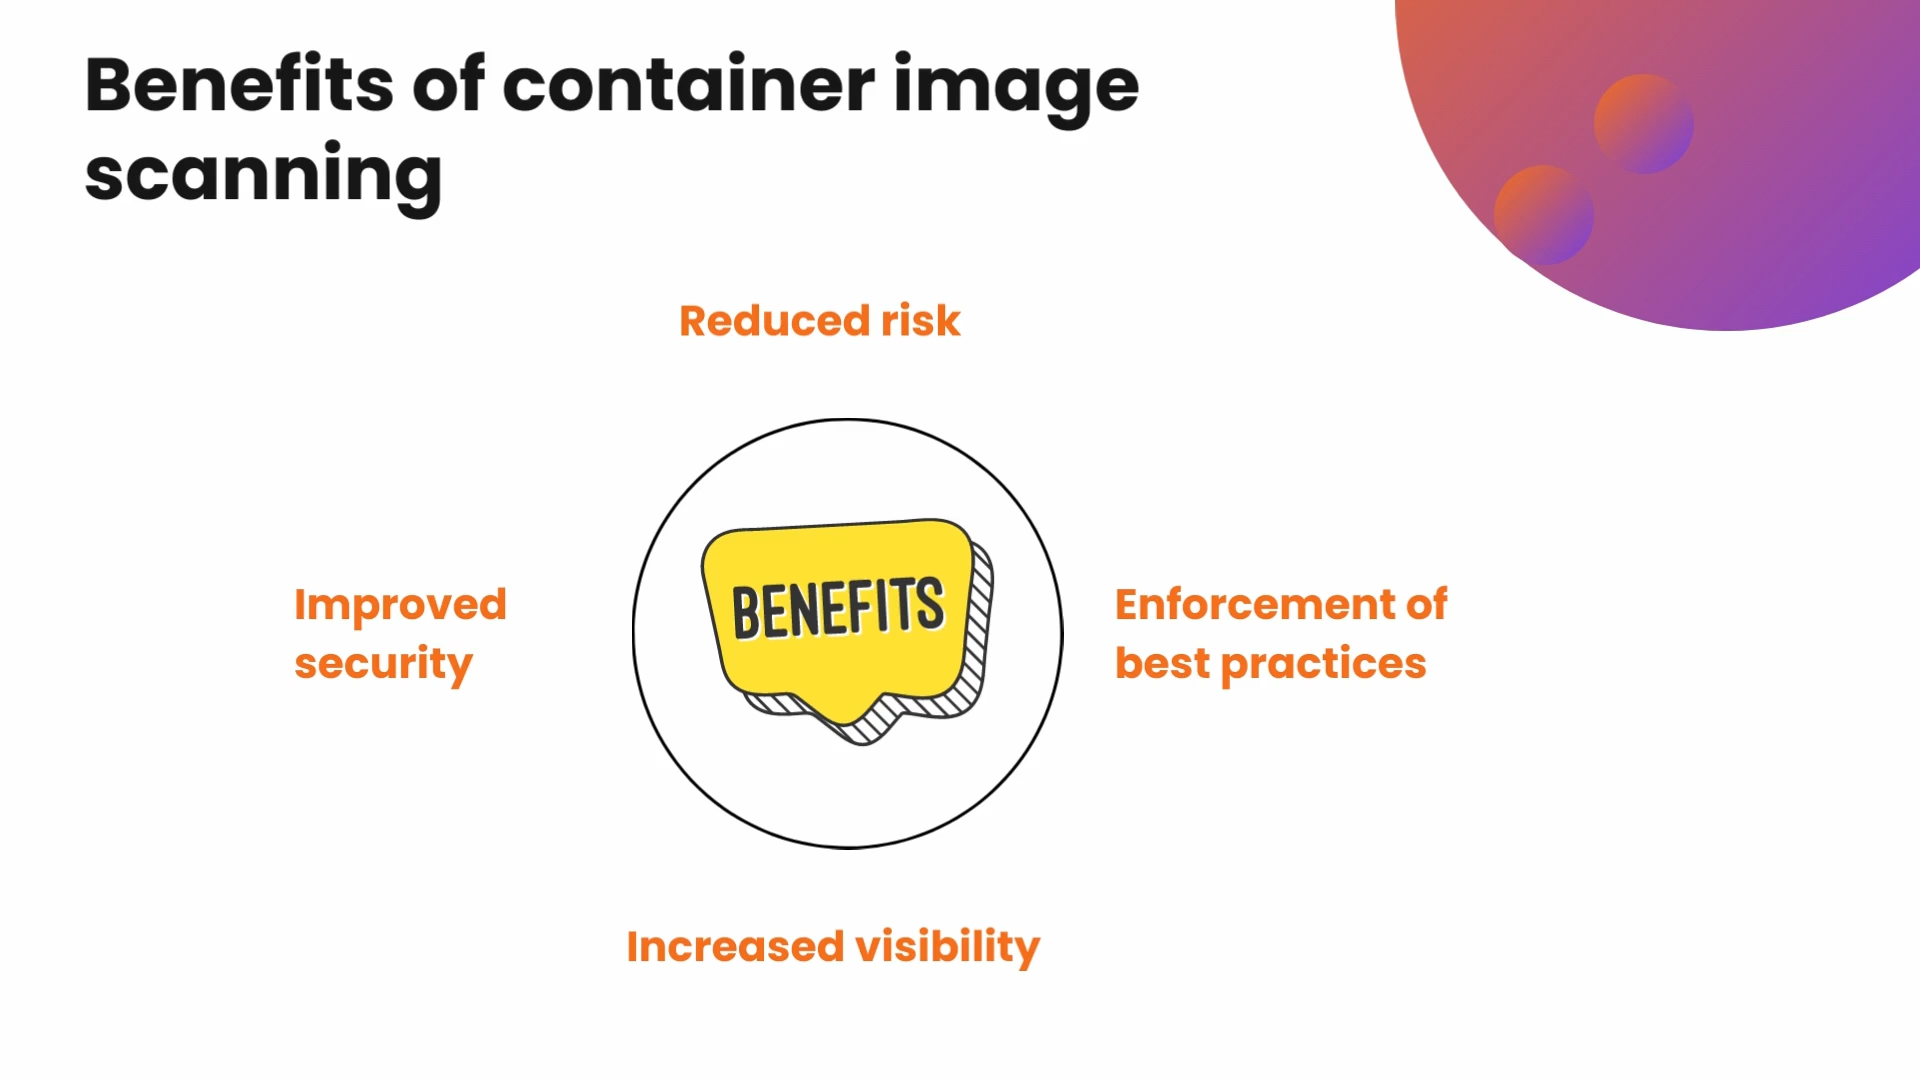 Benefits of container image
scanning
Reduced risk
Improved
security
BENEFITS
Enforcement of
best practices
Increased visibility